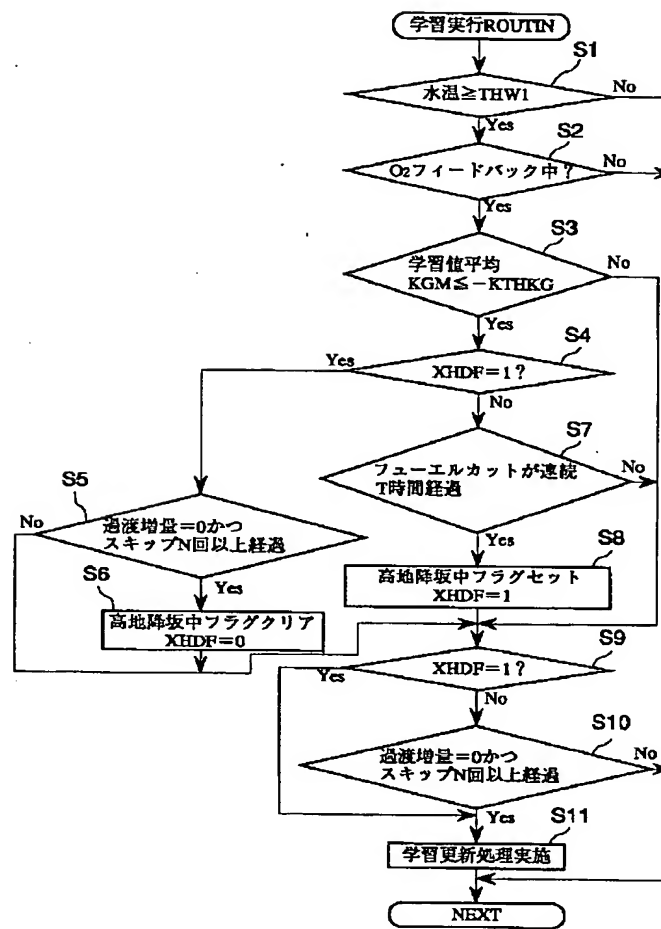 学習実行ROUTIN
S1
水温≧THW1
No
Yes
S2
O2フィードバック中？
No
Yes
S3
学習値平均
KGM≦−KTHKG
No
Yes
S4
Yes
XHDF＝1？
No
S7
フューエルカットが連続
T時間経過
No
Yes
S5
No
過渡増量＝0かつ
スキップN回以上経過
Yes
S8
高地降坂中フラグセット
XHDF＝1
S6
高地降坂中フラグクリア
XHDF＝0
S9
XHDF＝1？
Yes
No
S10
過渡増量＝0かつ
スキップN回以上経過
No
Yes
S11
学習更新処理実施
NEXT